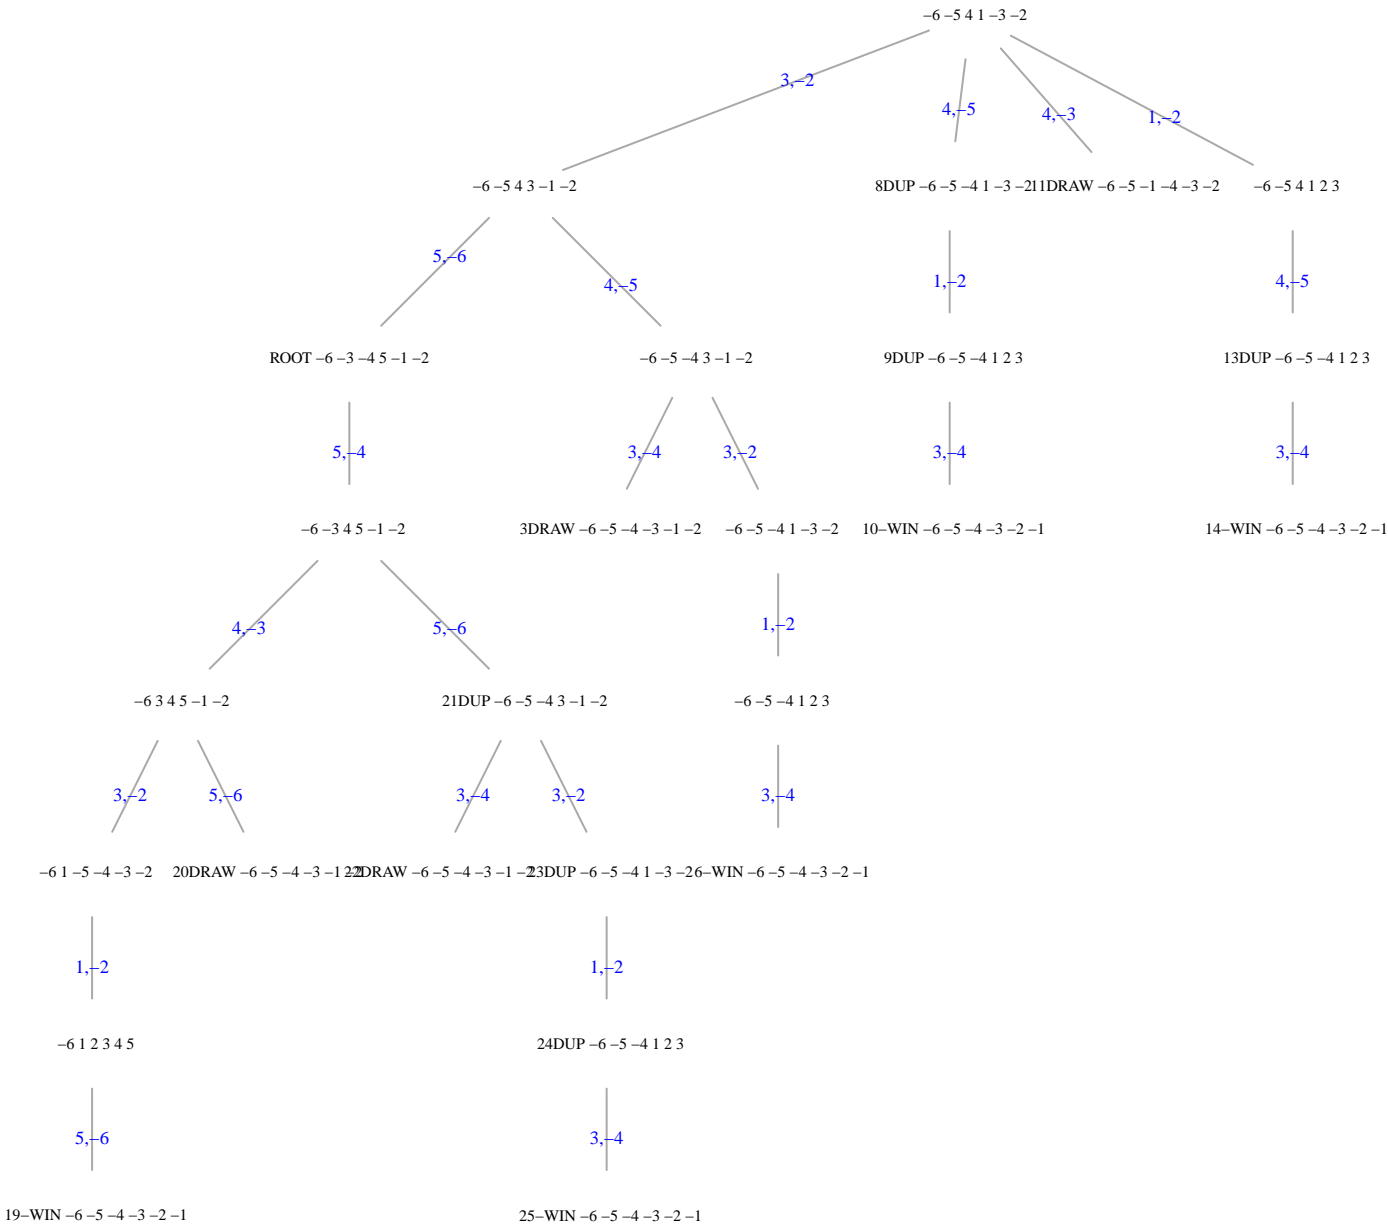 −6 −5 4 1 −3 −2
3,−2
4,−5
4,−3
1,−2
−6 −5 4 3 −1 −2
8DUP −6 −5 −4 1 −3 −2
11DRAW −6 −5 −1 −4 −3 −2
−6 −5 4 1 2 3
5,−6
4,−5
1,−2
4,−5
ROOT −6 −3 −4 5 −1 −2
−6 −5 −4 3 −1 −2
9DUP −6 −5 −4 1 2 3
13DUP −6 −5 −4 1 2 3
5,−4
3,−4
3,−2
3,−4
3,−4
−6 −3 4 5 −1 −2
3DRAW −6 −5 −4 −3 −1 −2
−6 −5 −4 1 −3 −2
10−WIN −6 −5 −4 −3 −2 −1
14−WIN −6 −5 −4 −3 −2 −1
4,−3
5,−6
1,−2
−6 3 4 5 −1 −2
21DUP −6 −5 −4 3 −1 −2
−6 −5 −4 1 2 3
3,−2
5,−6
3,−4
3,−2
3,−4
−6 1 −5 −4 −3 −2
20DRAW −6 −5 −4 −3 −1 −2
22DRAW −6 −5 −4 −3 −1 −2
23DUP −6 −5 −4 1 −3 −2
6−WIN −6 −5 −4 −3 −2 −1
1,−2
1,−2
−6 1 2 3 4 5
24DUP −6 −5 −4 1 2 3
5,−6
3,−4
19−WIN −6 −5 −4 −3 −2 −1
25−WIN −6 −5 −4 −3 −2 −1